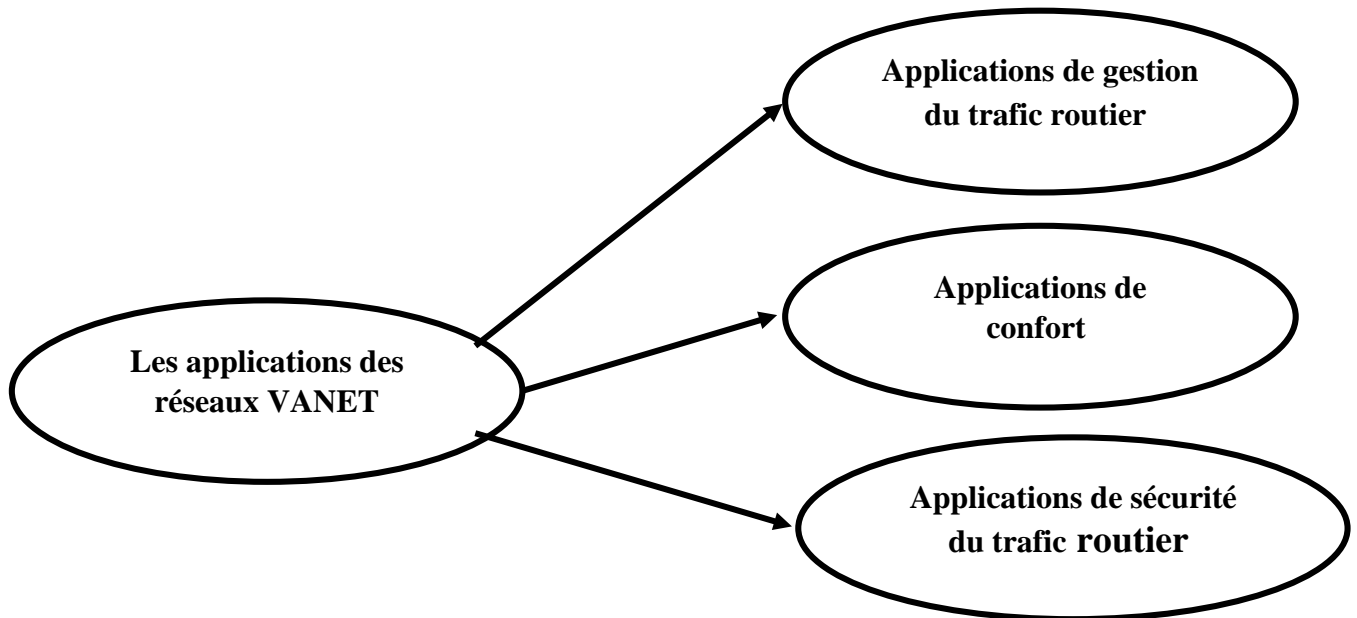 Applications de gestion
du trafic routier
Applications de
confort
Les applications des
réseaux VANET
Applications de sécurité
du trafic routier